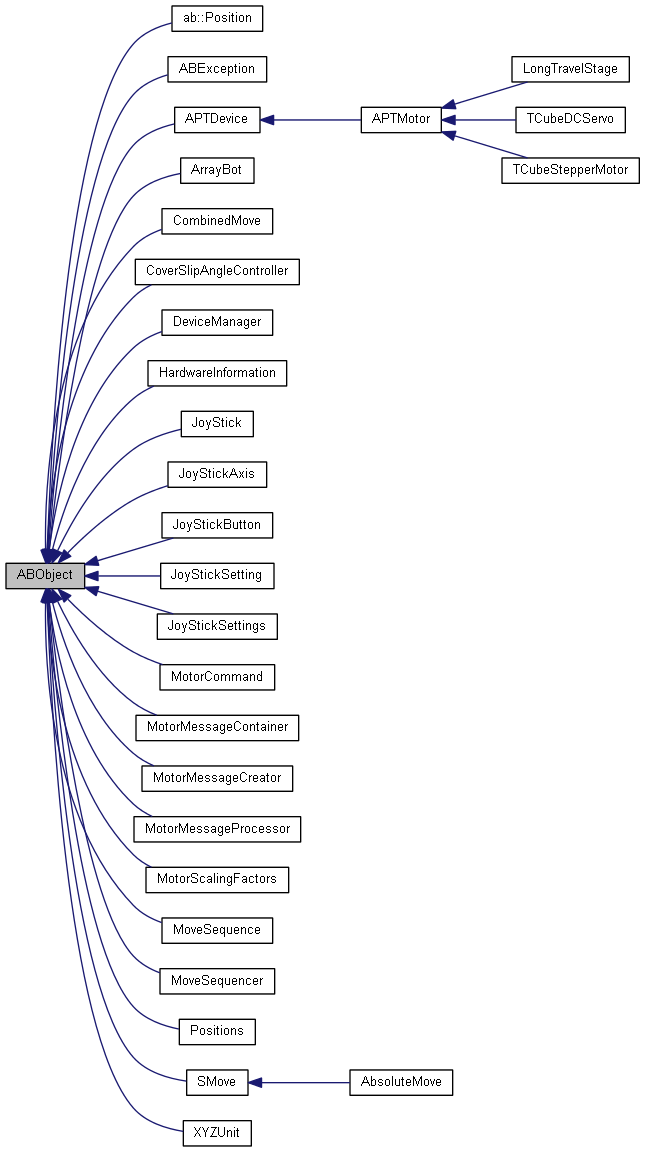 ab::Position
ABException
LongTravelStage
APTDevice
APTMotor
TCubeDCServo
ArrayBot
TCubeStepperMotor
CombinedMove
CoverSlipAngleController
DeviceManager
HardwareInformation
JoyStick
JoyStickAxis
JoyStickButton
ABObject
JoyStickSetting
JoyStickSettings
MotorCommand
MotorMessageContainer
MotorMessageCreator
MotorMessageProcessor
MotorScalingFactors
MoveSequence
MoveSequencer
Positions
SMove
AbsoluteMove
XYZUnit